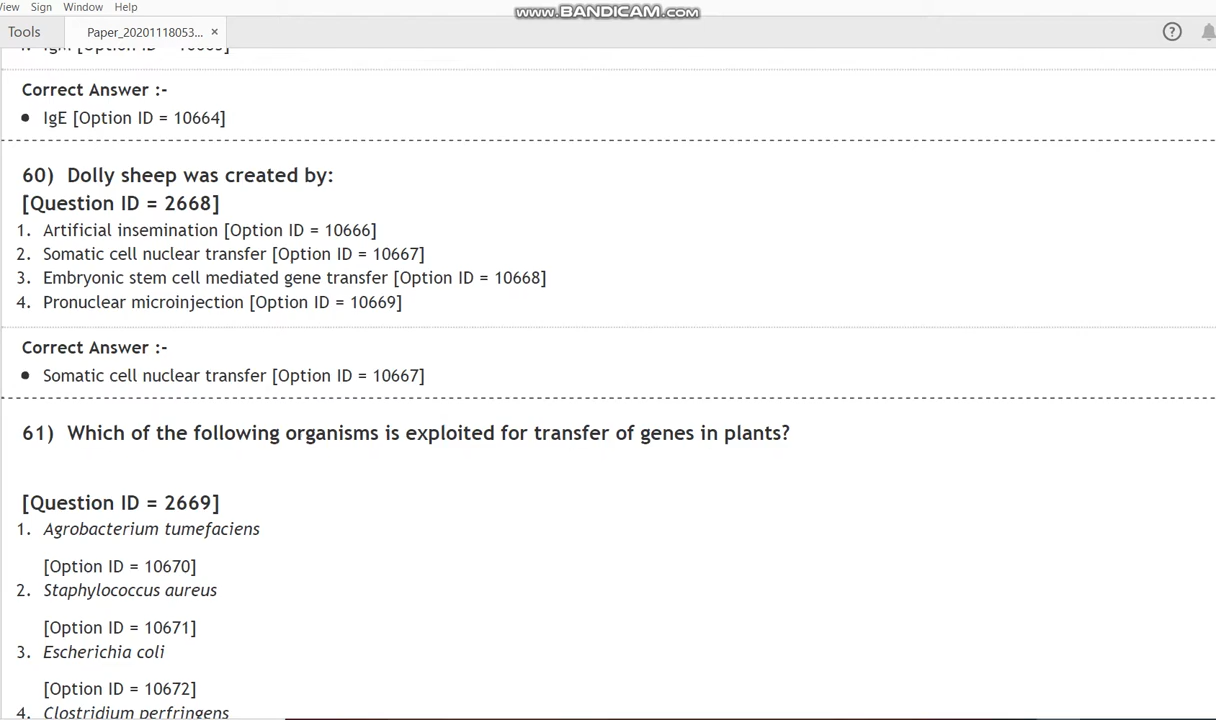 View Sign Window Help
www.BANDICAM.com
Tools Paper_20201118053... ×
Correct Answer :-
• IgE [Option ID = 10664]
60) Dolly sheep was created by:
[Question ID = 2668]
1. Artificial insemination [Option ID = 10666]
2. Somatic cell nuclear transfer [Option ID = 10667]
3. Embryonic stem cell mediated gene transfer [Option ID = 10668]
4. Pronuclear microinjection [Option ID = 10669]
Correct Answer :-
• Somatic cell nuclear transfer [Option ID = 10667]
61) Which of the following organisms is exploited for transfer of genes in plants?
[Question ID = 2669]
1. Agrobacterium tumefaciens
[Option ID = 10670]
2. Staphylococcus aureus
[Option ID = 10671]
3. Escherichia coli
[Option ID = 10672]
4. Clostridium perfringens